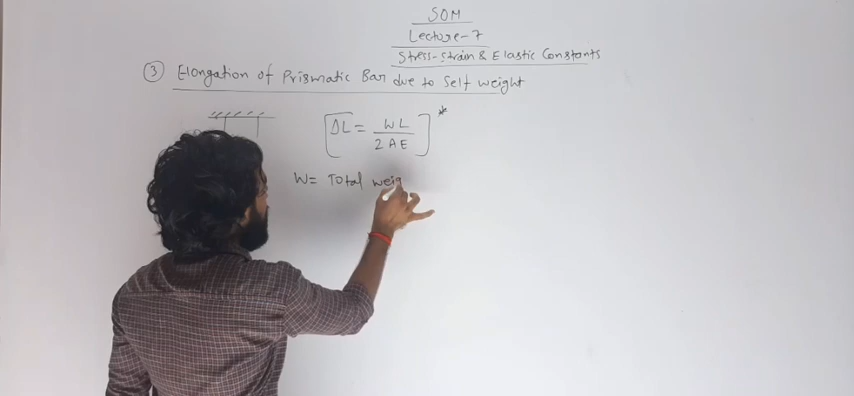 SOM
Lecture-7
Stress-strain & Elastic Constants
③ Elongation of Prismatic Bar due to Self weight
ΔL = WL / 2AE *
W = Total weig